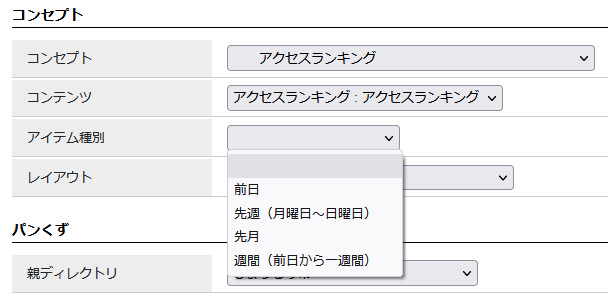 コンセプト
コンセプト
アクセスランキング
コンテンツ
アクセスランキング : アクセスランキング
アイテム種別
レイアウト
前日
先週（月曜日～日曜日）
先月
週間（前日から一週間）
パンくず
親ディレクトリ